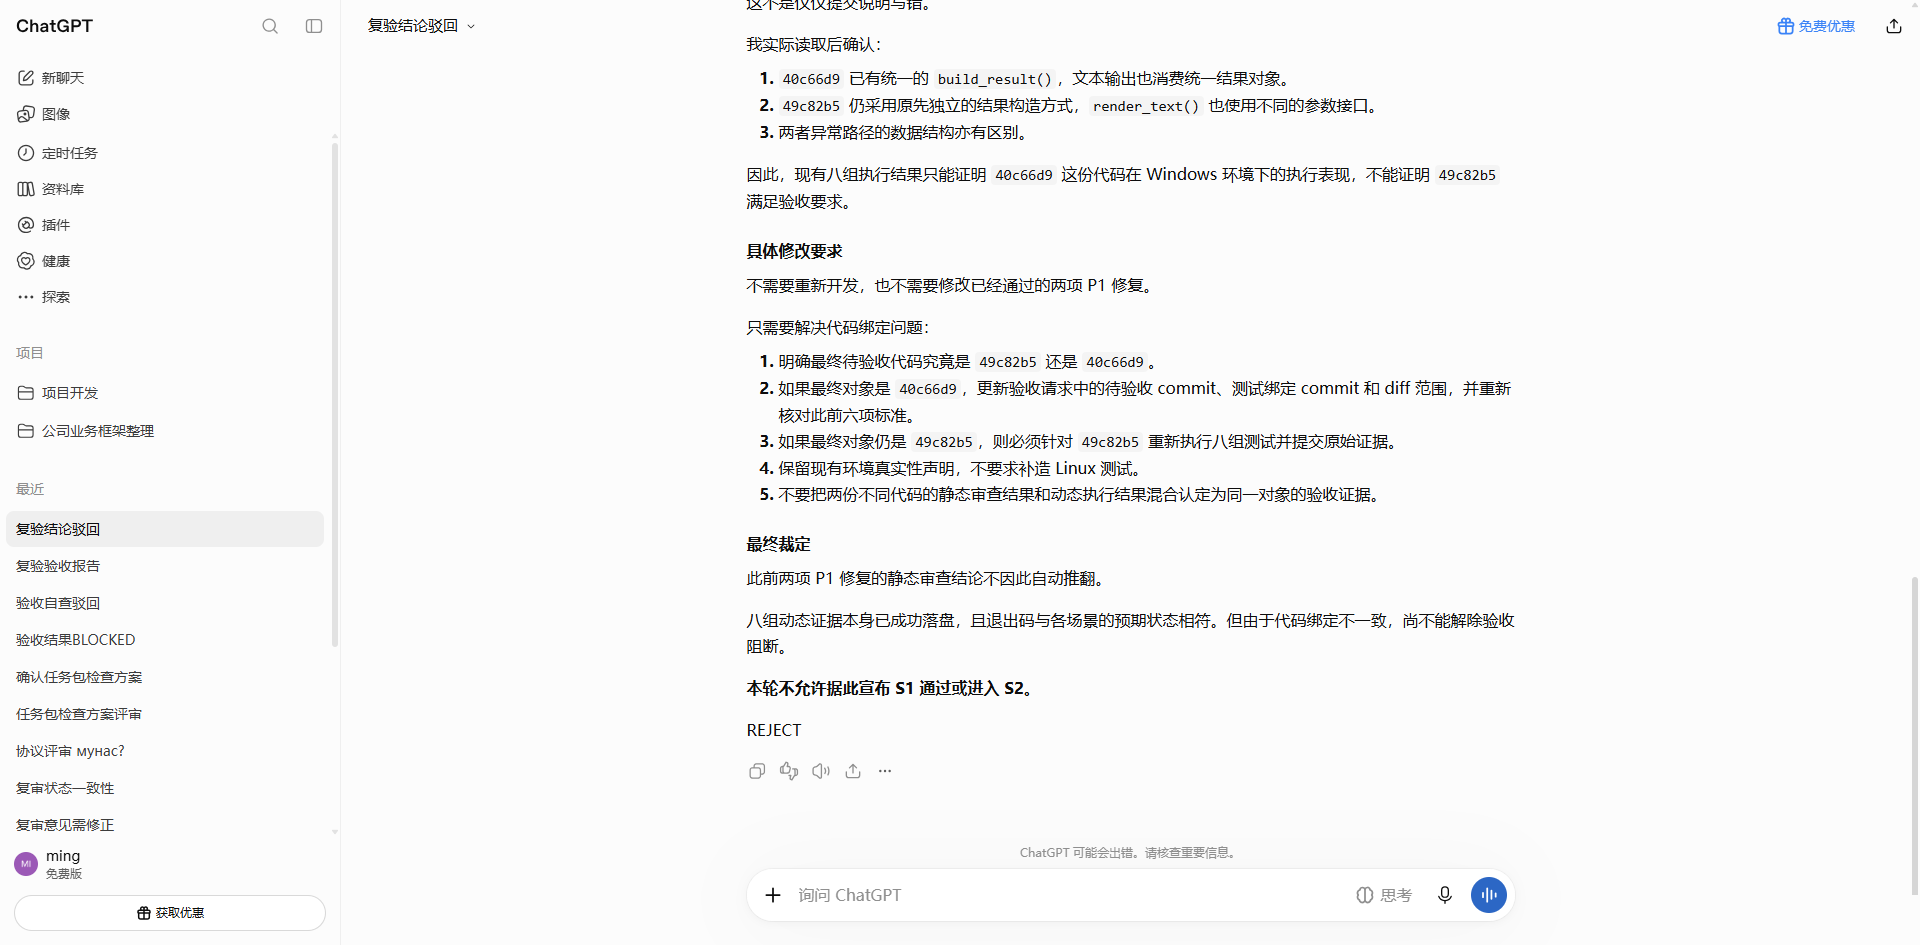 ChatGPT
新聊天
图像
定时任务
资料库
插件
健康
探索
项目
项目开发
公司业务框架整理
最近
复验结论驳回
复验验收报告
验收自查驳回
验收结果BLOCKED
确认任务包检查方案
任务包检查方案评审
协议评审 мунас?
复审状态一致性
复审意见需修正
MI
ming
免费版
获取优惠
复验结论驳回
免费优惠
这个是仅仅提交说明与错。
我实际读取后确认：
1. 40c66d9 已有统一的 build_result()，文本输出也消费统一结果对象。
2. 49c82b5 仍采用原先独立的结果构造方式，render_text() 也使用不同的参数接口。
3. 两者异常路径的数据结构亦有区别。
因此，现有八组执行结果只能证明 40c66d9 这份代码在 Windows 环境下的执行表现，不能证明 49c82b5
满足验收要求。
具体修改要求
不需要重新开发，也不需要修改已经通过的两项 P1 修复。
只需要解决代码绑定问题：
1. 明确最终待验收代码究竟是 49c82b5 还是 40c66d9。
2. 如果最终对象是 40c66d9，更新验收请求中的待验收 commit、测试绑定 commit 和 diff 范围，并重新
核对此前六项标准。
3. 如果最终对象仍是 49c82b5，则必须针对 49c82b5 重新执行八组测试并提交原始证据。
4. 保留现有环境真实性声明，不要求补造 Linux 测试。
5. 不要把两份不同代码的静态审查结果和动态执行结果混合认定为同一对象的验收证据。
最终裁定
此前两项 P1 修复的静态审查结论不因此自动推翻。
八组动态证据本身已成功落盘，且退出码与各场景的预期状态相符。但由于代码绑定不一致，尚不能解除验收
阻断。
本轮不允许据此宣布 S1 通过或进入 S2。
REJECT
ChatGPT 可能会出错。请核查重要信息。
询问 ChatGPT
思考